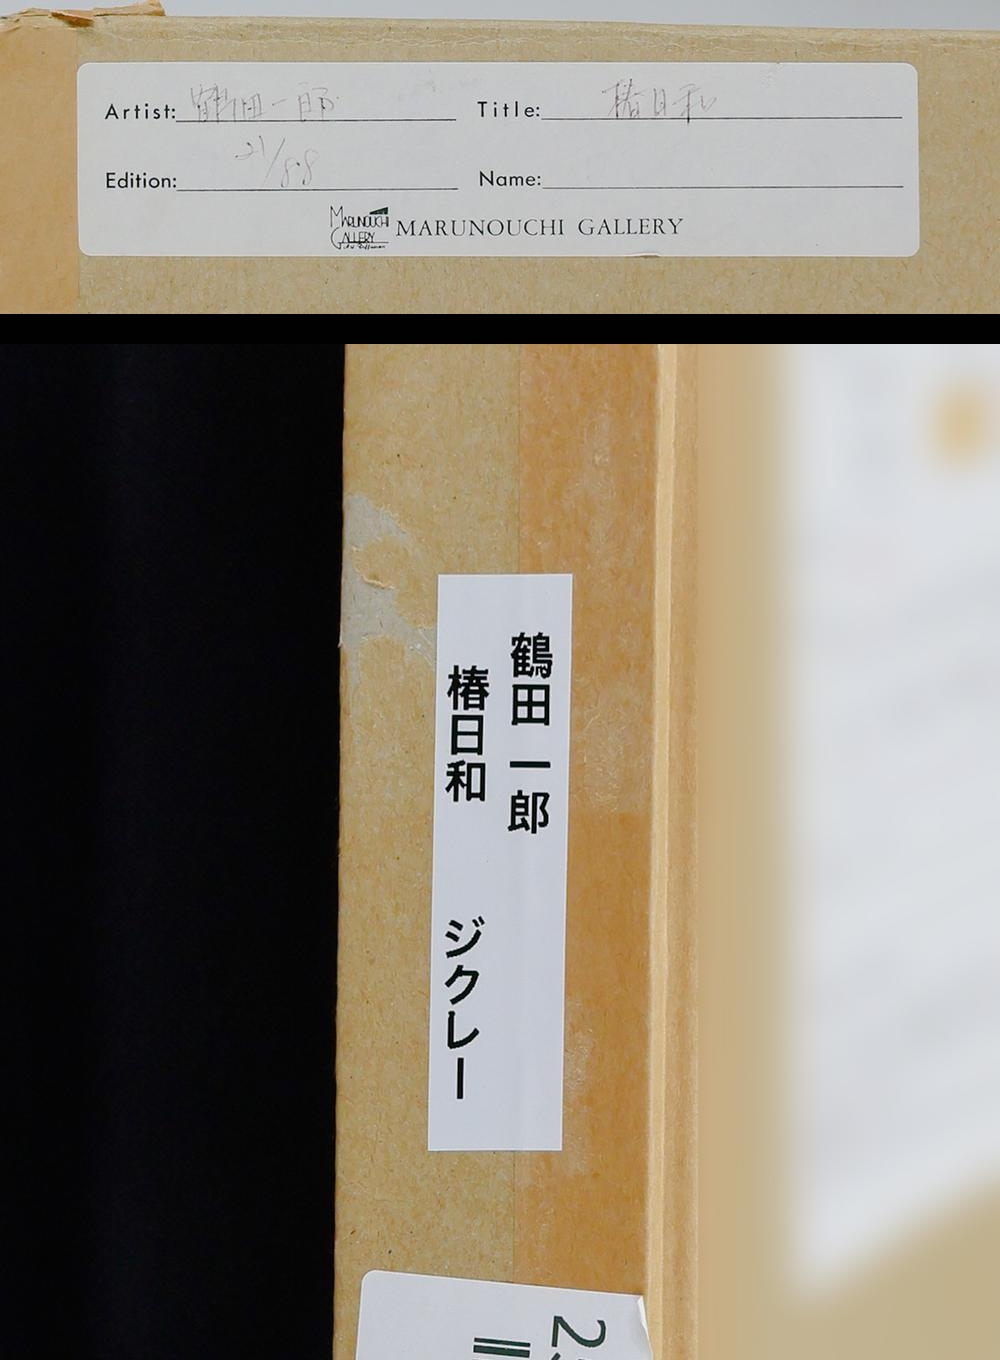 Artist: 鶴田一郎
Title: 椿日和
Edition: 21/88
Name:
MARUNOUCHI GALLERY
MARUNOUCHI GALLERY
鶴田 一郎
椿日和 ジクレー